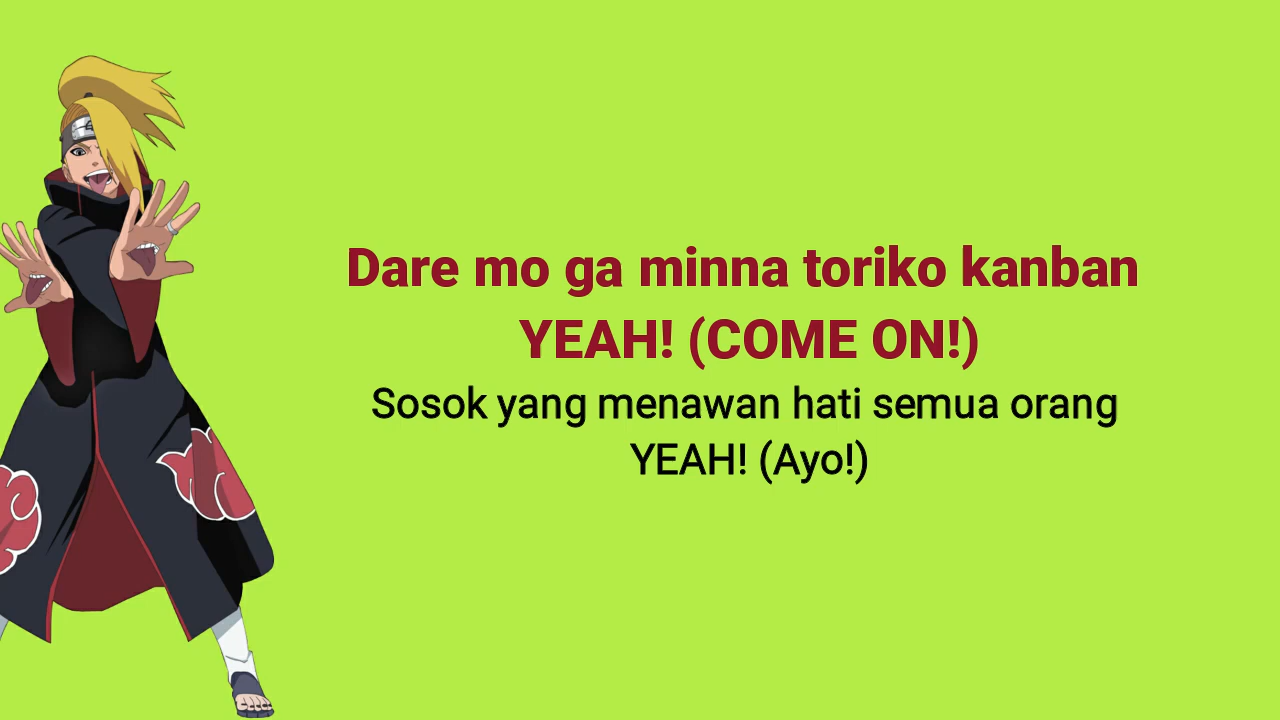 Dare mo ga minna toriko kanban
YEAH! (COME ON!)
Sosok yang menawan hati semua orang
YEAH! (Ayo!)